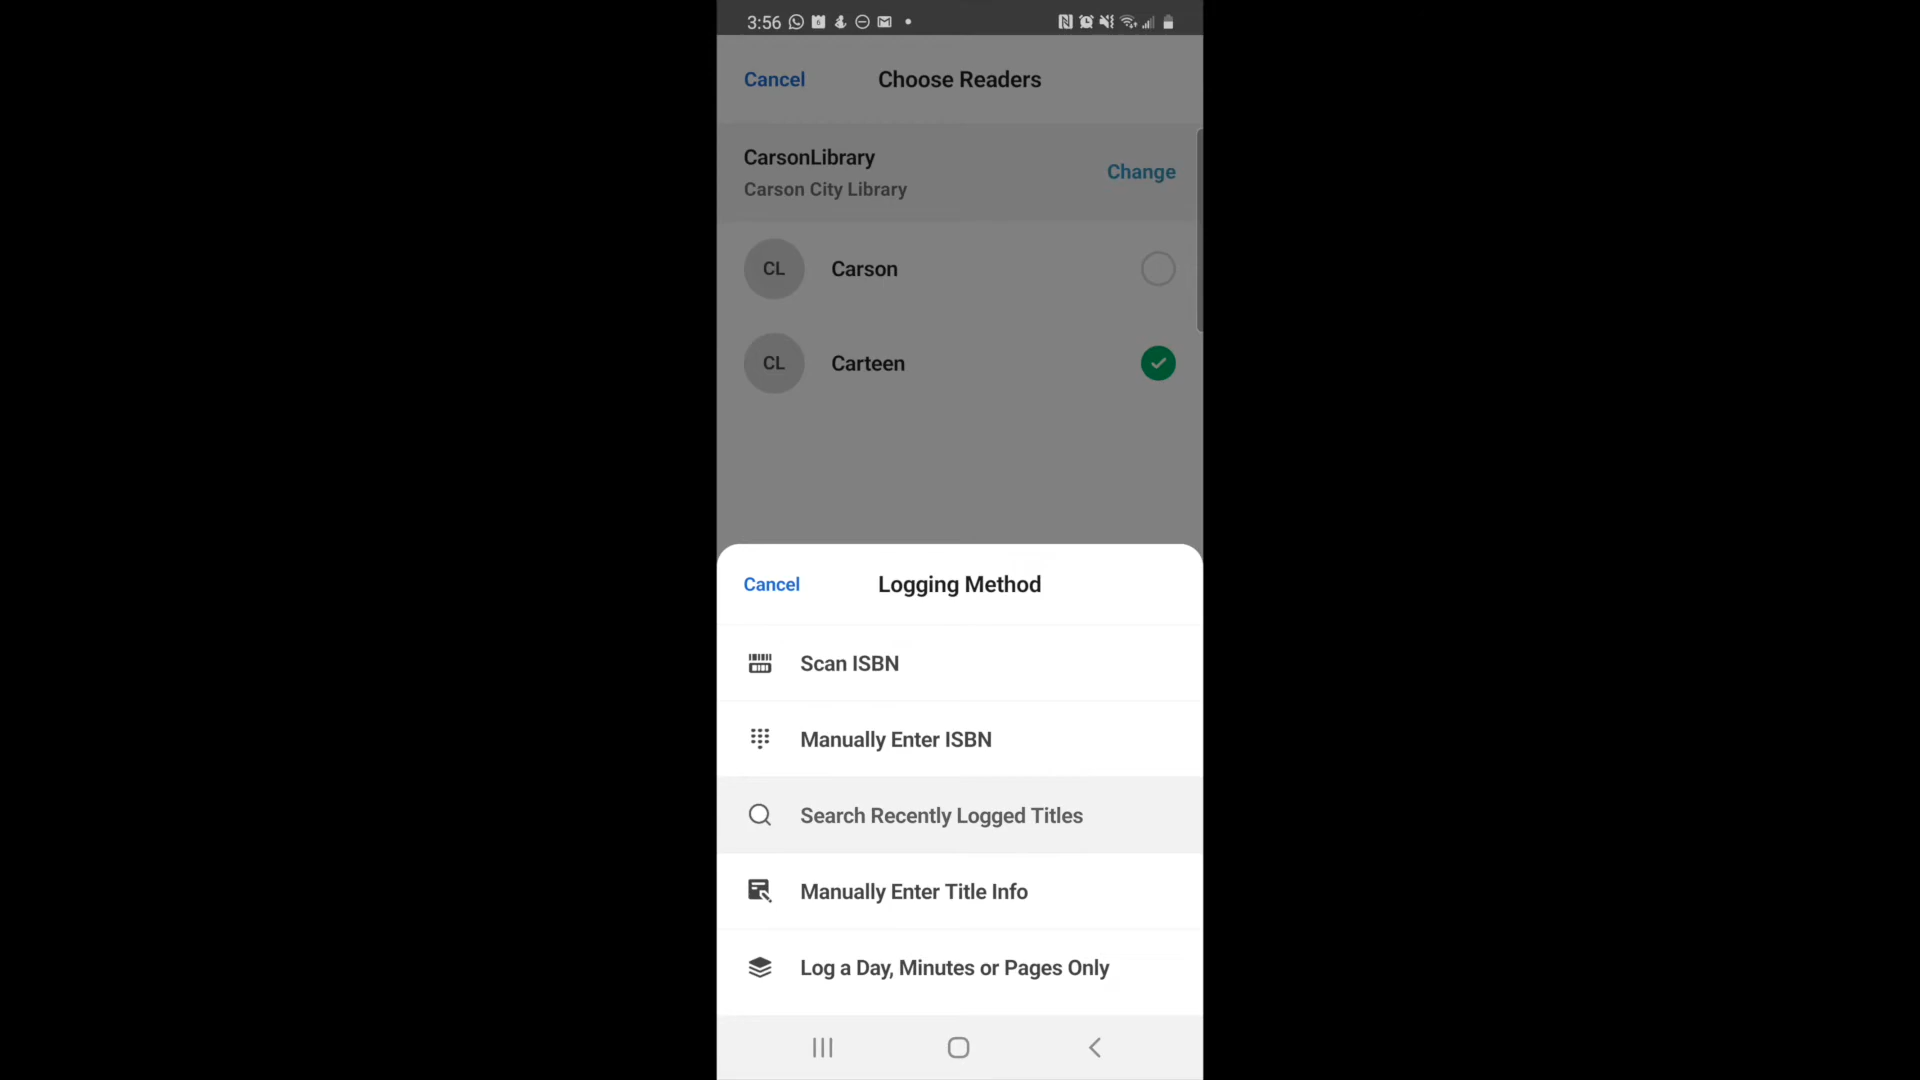 3:56
Cancel
Choose Readers
CarsonLibrary
Carson City Library
Change
CL
Carson
CL
Carteen
Cancel
Logging Method
Scan ISBN
Manually Enter ISBN
Search Recently Logged Titles
Manually Enter Title Info
Log a Day, Minutes or Pages Only